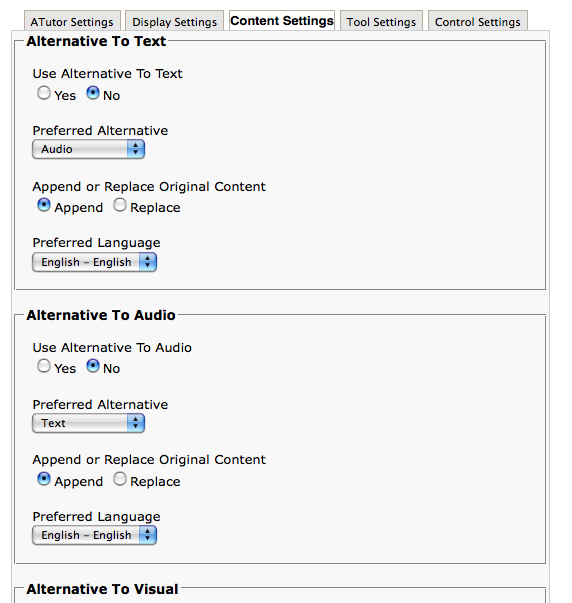 ATutor Settings Display Settings Content Settings Tool Settings Control Settings
Alternative To Text
Use Alternative To Text
Yes No
Preferred Alternative
Audio
Append or Replace Original Content
Append Replace
Preferred Language
English - English
Alternative To Audio
Use Alternative To Audio
Yes No
Preferred Alternative
Text
Append or Replace Original Content
Append Replace
Preferred Language
English - English
Alternative To Visual